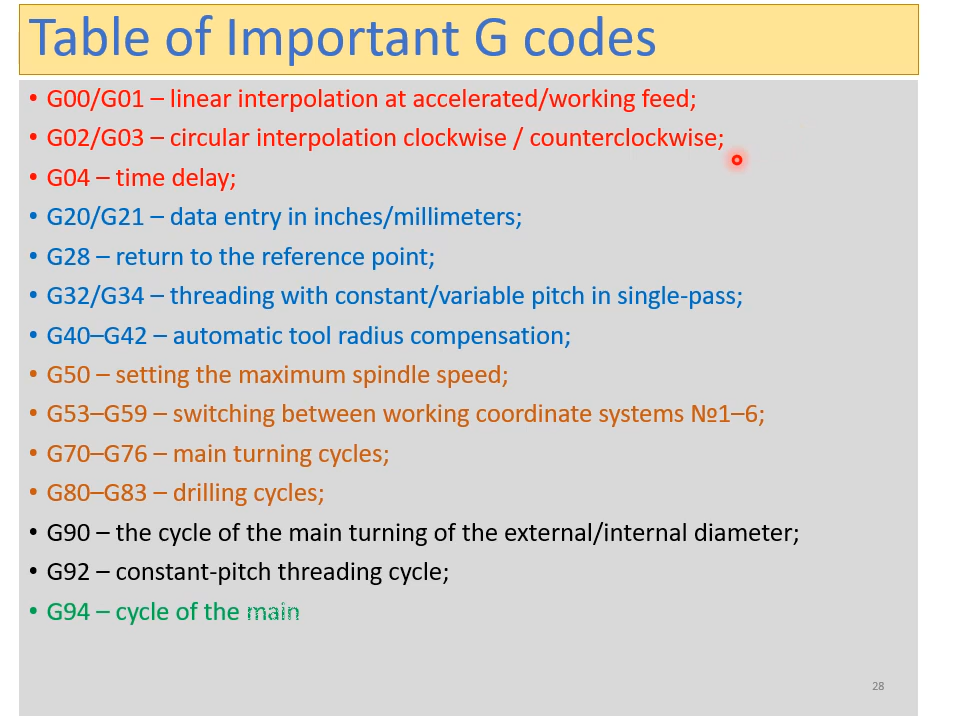 Table of Important G codes
• G00/G01 – linear interpolation at accelerated/working feed;
• G02/G03 – circular interpolation clockwise / counterclockwise;
• G04 – time delay;
• G20/G21 – data entry in inches/millimeters;
• G28 – return to the reference point;
• G32/G34 – threading with constant/variable pitch in single-pass;
• G40–G42 – automatic tool radius compensation;
• G50 – setting the maximum spindle speed;
• G53–G59 – switching between working coordinate systems №1–6;
• G70–G76 – main turning cycles;
• G80–G83 – drilling cycles;
• G90 – the cycle of the main turning of the external/internal diameter;
• G92 – constant-pitch threading cycle;
• G94 – cycle of the
28